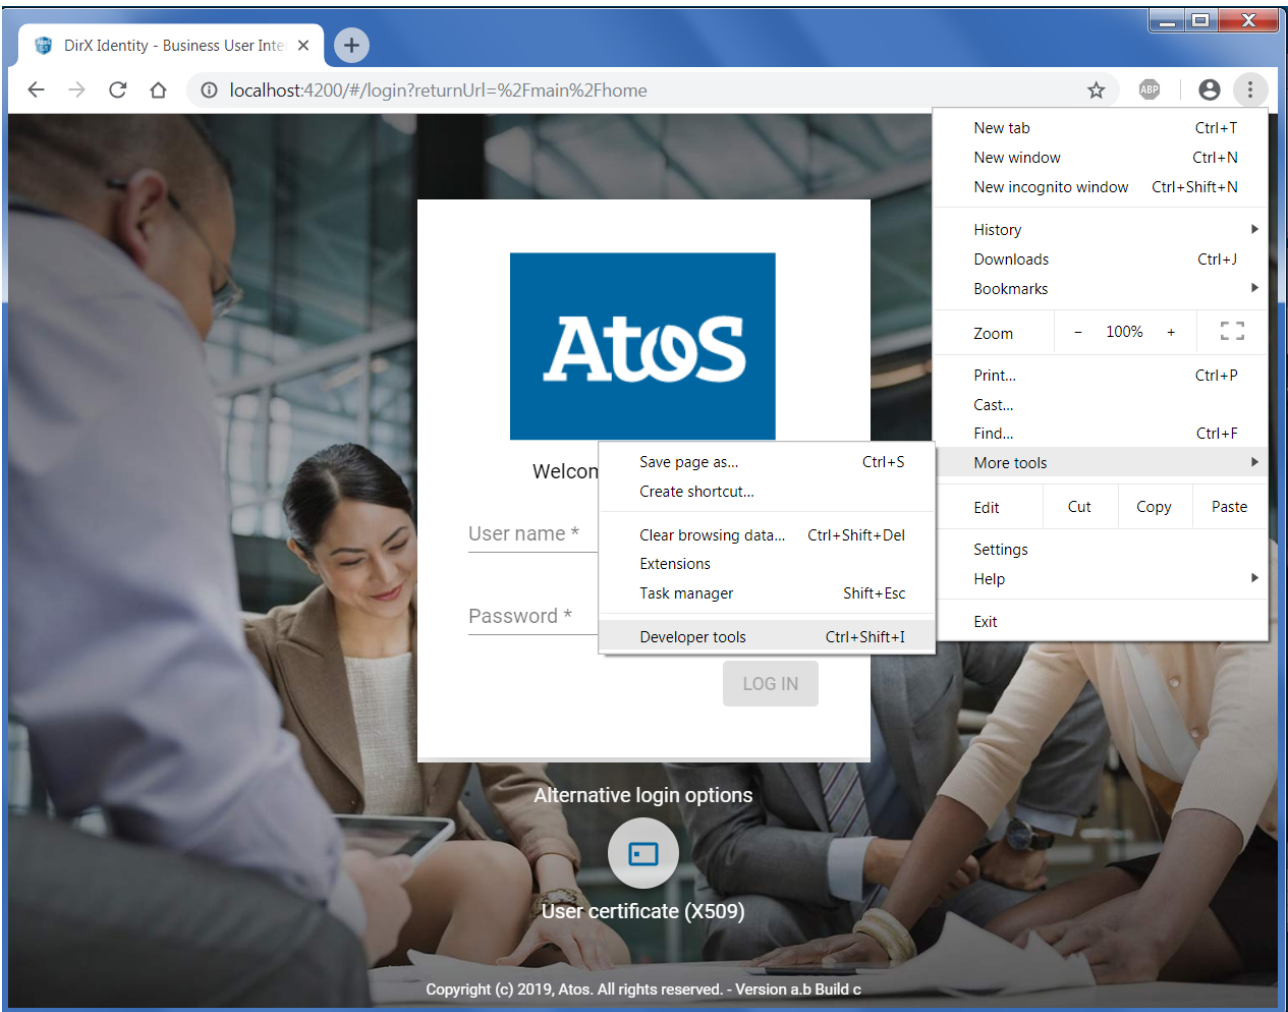 DirX Identity - Business User Inte
localhost:4200/#/login?returnUrl=%2Fmain%2Fhome
ABP
New tab Ctrl+T
New window Ctrl+N
New incognito window Ctrl+Shift+N
History
Downloads Ctrl+J
Bookmarks
Zoom - 100% +
Print... Ctrl+P
Cast...
Find... Ctrl+F
More tools
Edit Cut Copy Paste
Settings
Help
Exit
Save page as... Ctrl+S
Create shortcut...
Clear browsing data... Ctrl+Shift+Del
Extensions
Task manager Shift+Esc
Developer tools Ctrl+Shift+I
Atos
Welcom
User name *
Password *
LOG IN
Alternative login options
User certificate (X509)
Copyright (c) 2019, Atos. All rights reserved. - Version a.b Build c